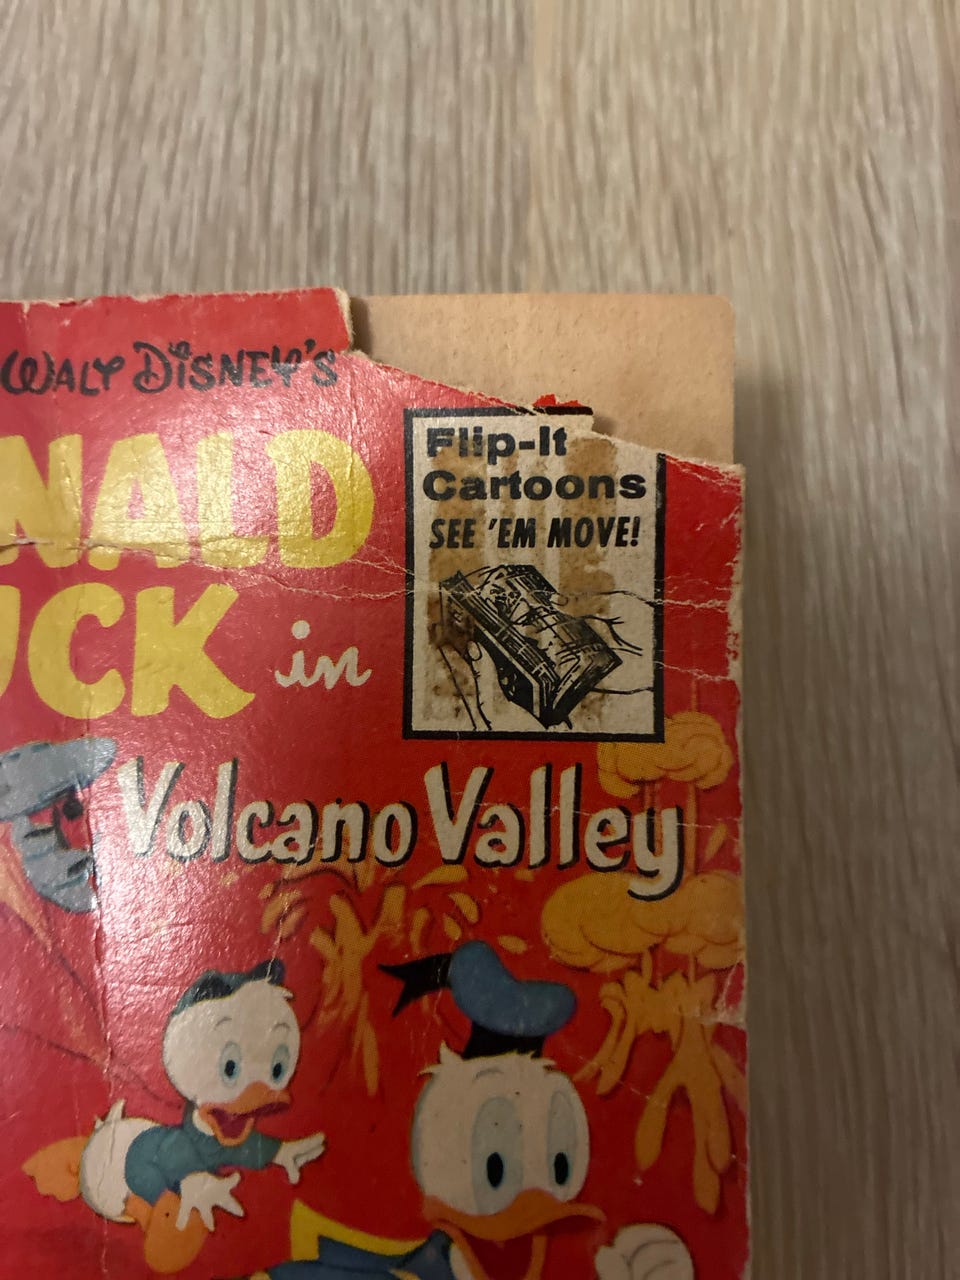 WALT DISNEY'S
NALD
UCK in
Flip-It
Cartoons
SEE 'EM MOVE!
Volcano Valley